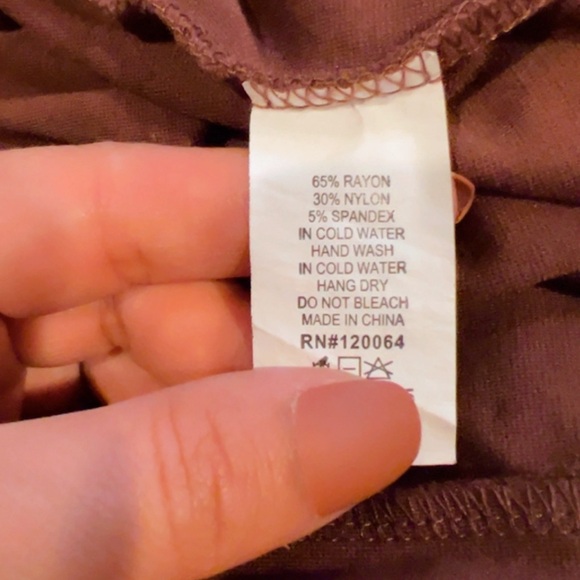 65% RAYON
30% NYLON
5% SPANDEX
IN COLD WATER
HAND WASH
IN COLD WATER
HANG DRY
DO NOT BLEACH
MADE IN CHINA
RN#120064